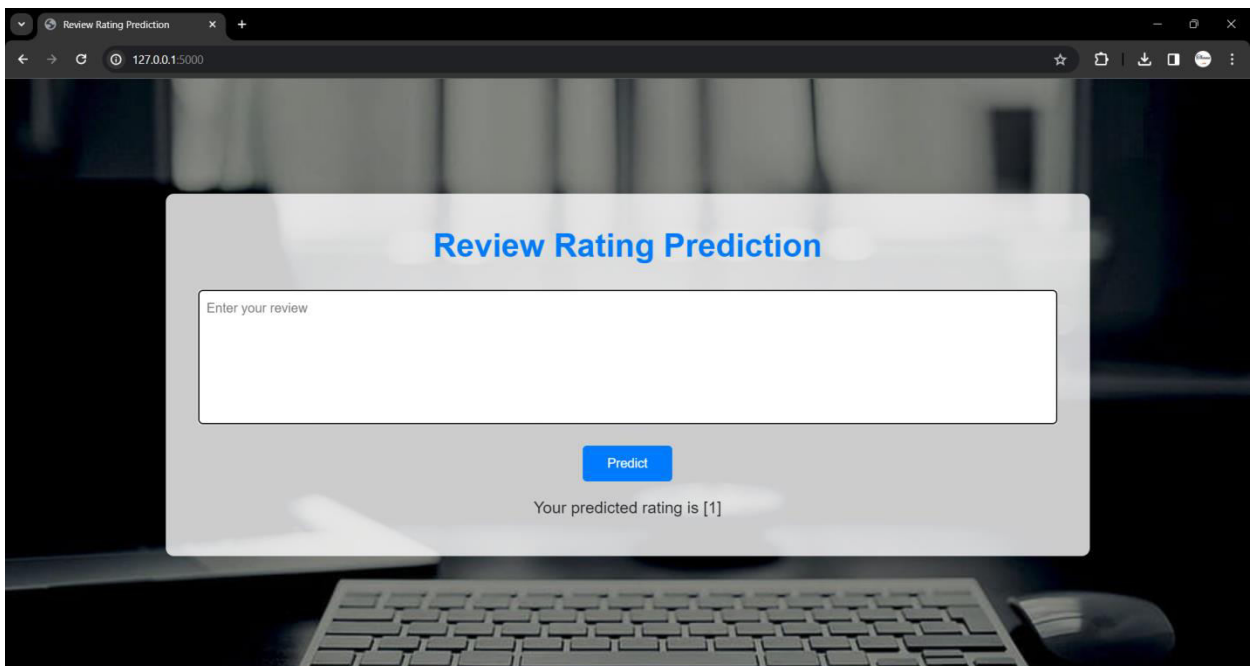 Review Rating Prediction
127.0.0.1:5000
Review Rating Prediction
Enter your review
Predict
Your predicted rating is [1]